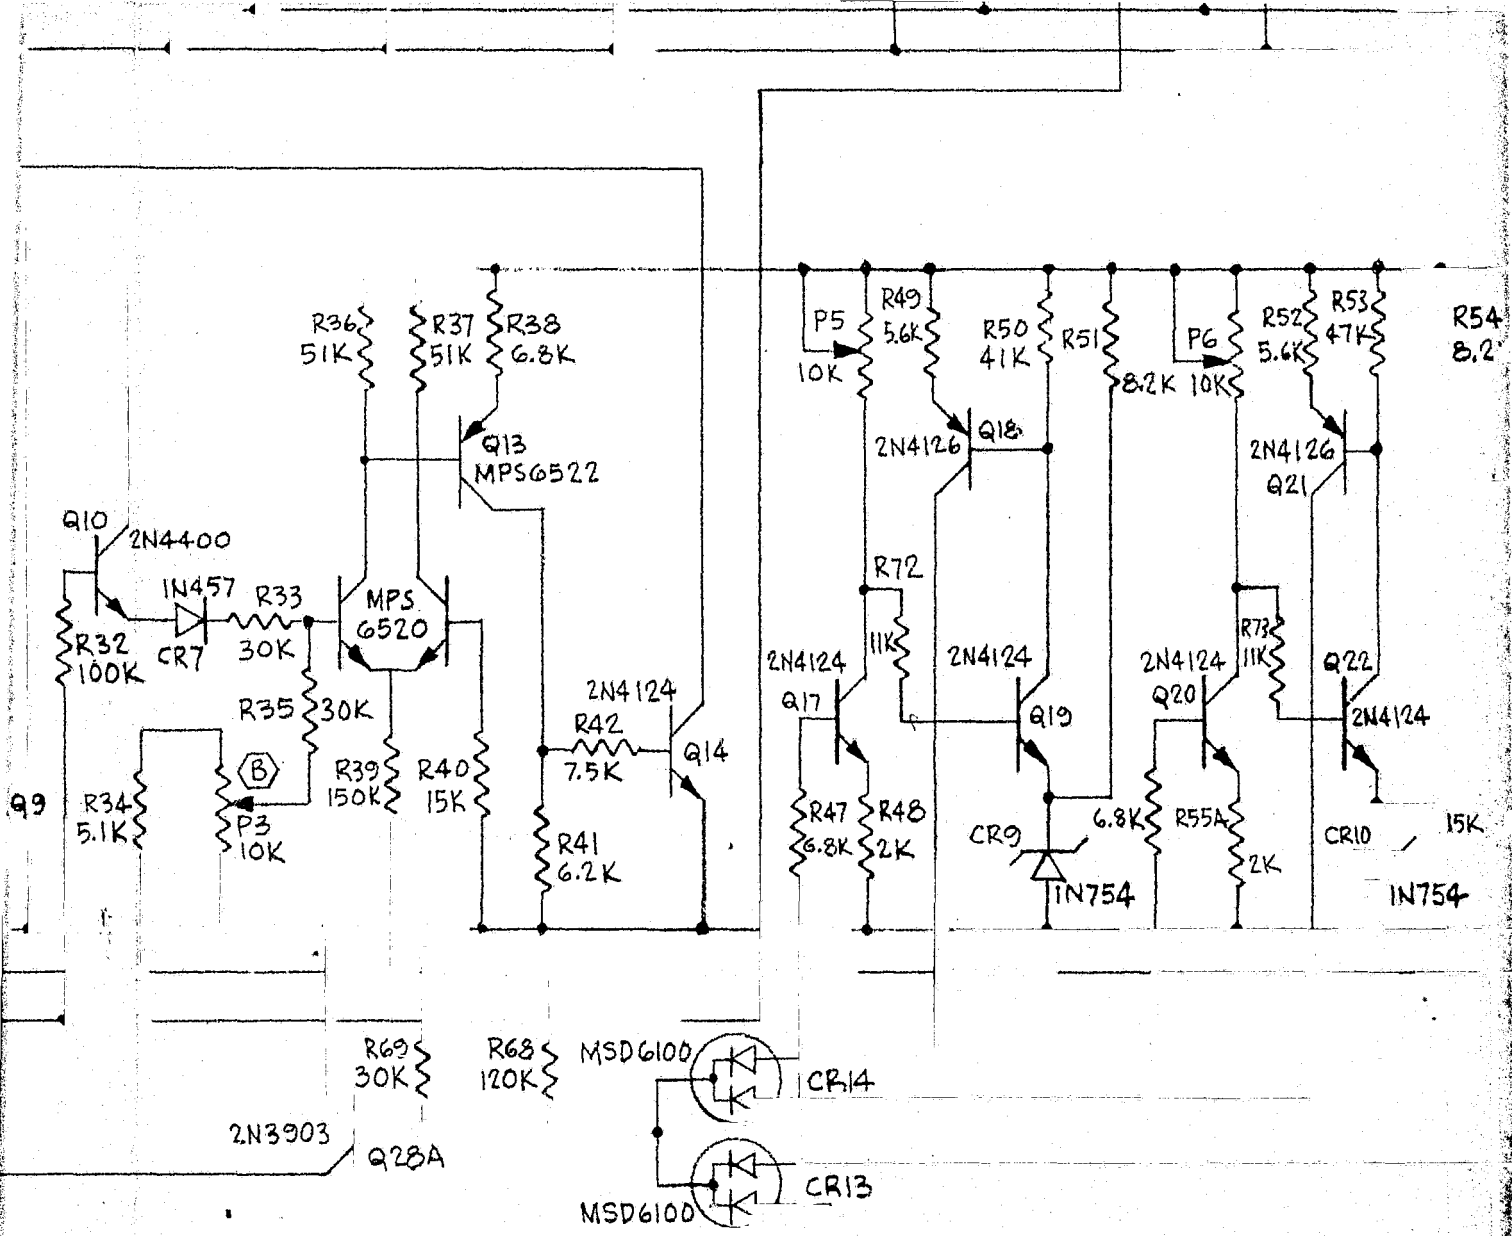 R36
51K
R37
51K
R38
6.8K
P5
10K
R49
5.6K
R50
41K
R51
8.2K
P6
10K
R52
5.6K
R53
47K
R54
8.2
Q13
MPS6522
2N4126
Q18
2N4126
Q21
Q10
2N4400
1N457
CR7
R33
30K
MPS
6520
R32
100K
R35
30K
R72
11K
R73
11K
2N4124
Q14
R42
7.5K
2N4124
Q17
2N4124
Q19
2N4124
Q20
Q22
2N4124
Q9
R34
5.1K
B
P3
10K
R39
150K
R40
15K
R41
6.2K
R47
6.8K
R48
2K
CR9
1N754
6.8K
R55A
2K
CR10
15K
1N754
R69
30K
R68
120K
MSD6100
CR14
2N3903
Q28A
CR13
MSD6100